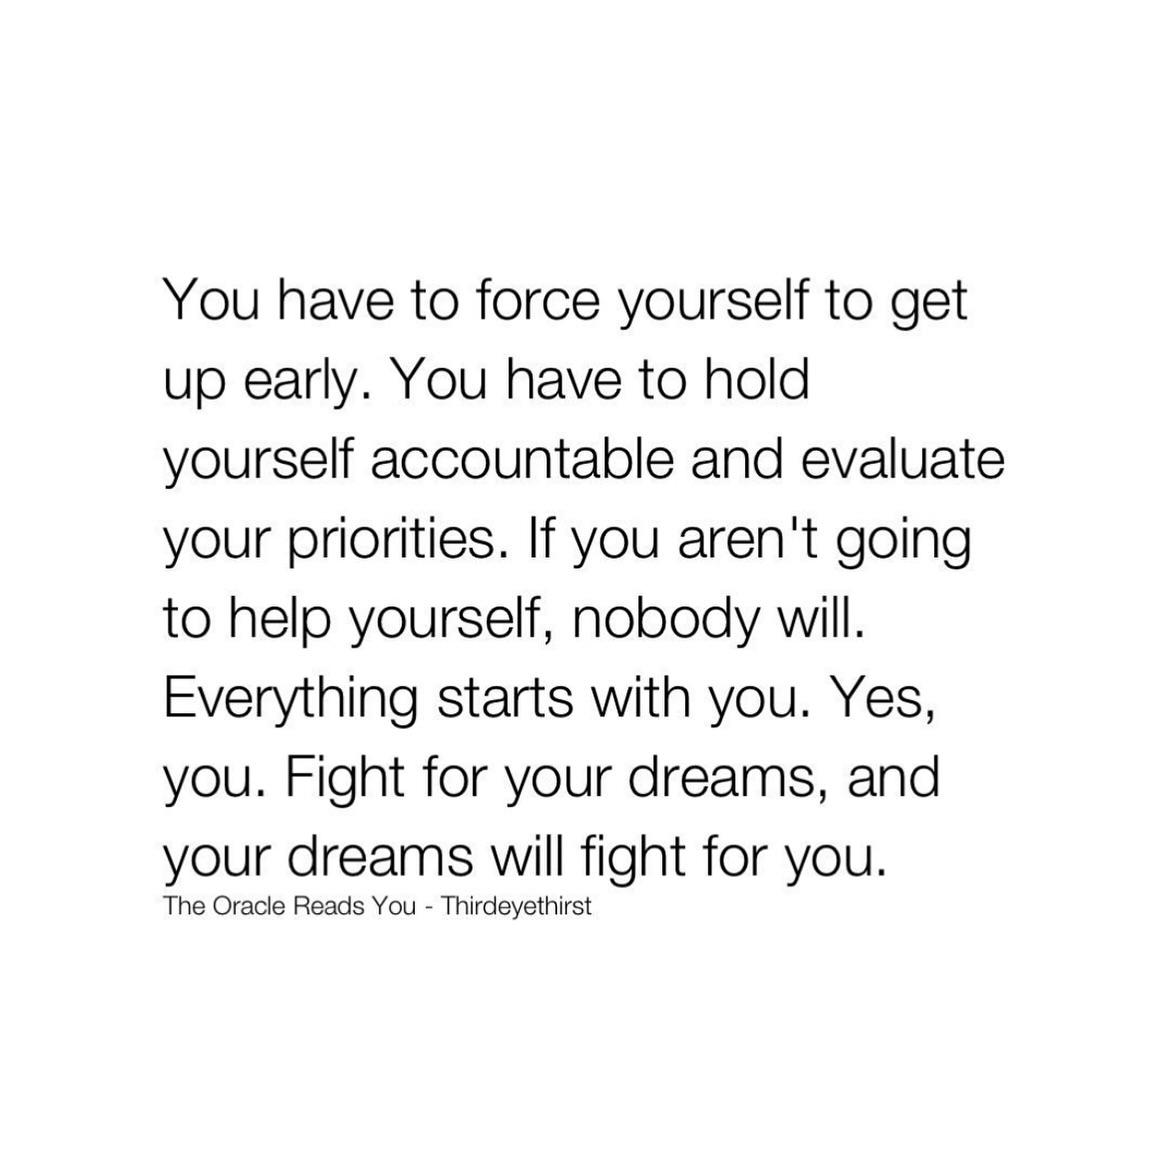 You have to force yourself to get
up early. You have to hold
yourself accountable and evaluate
your priorities. If you aren't going
to help yourself, nobody will.
Everything starts with you. Yes,
you. Fight for your dreams, and
your dreams will fight for you.
The Oracle Reads You - Thirdeyethirst